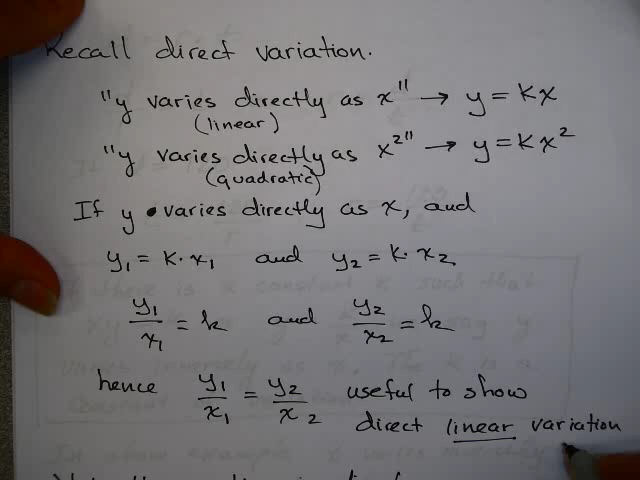 Recall direct variation.
"y varies directly as x" → y = kx
(linear)
"y varies directly as x²" → y = kx²
(quadratic)
If y varies directly as x, and
y₁ = k · x₁ and y₂ = k · x₂
y₁/x₁ = k and y₂/x₂ = k
hence y₁/x₁ = y₂/x₂ useful to show
direct linear variation